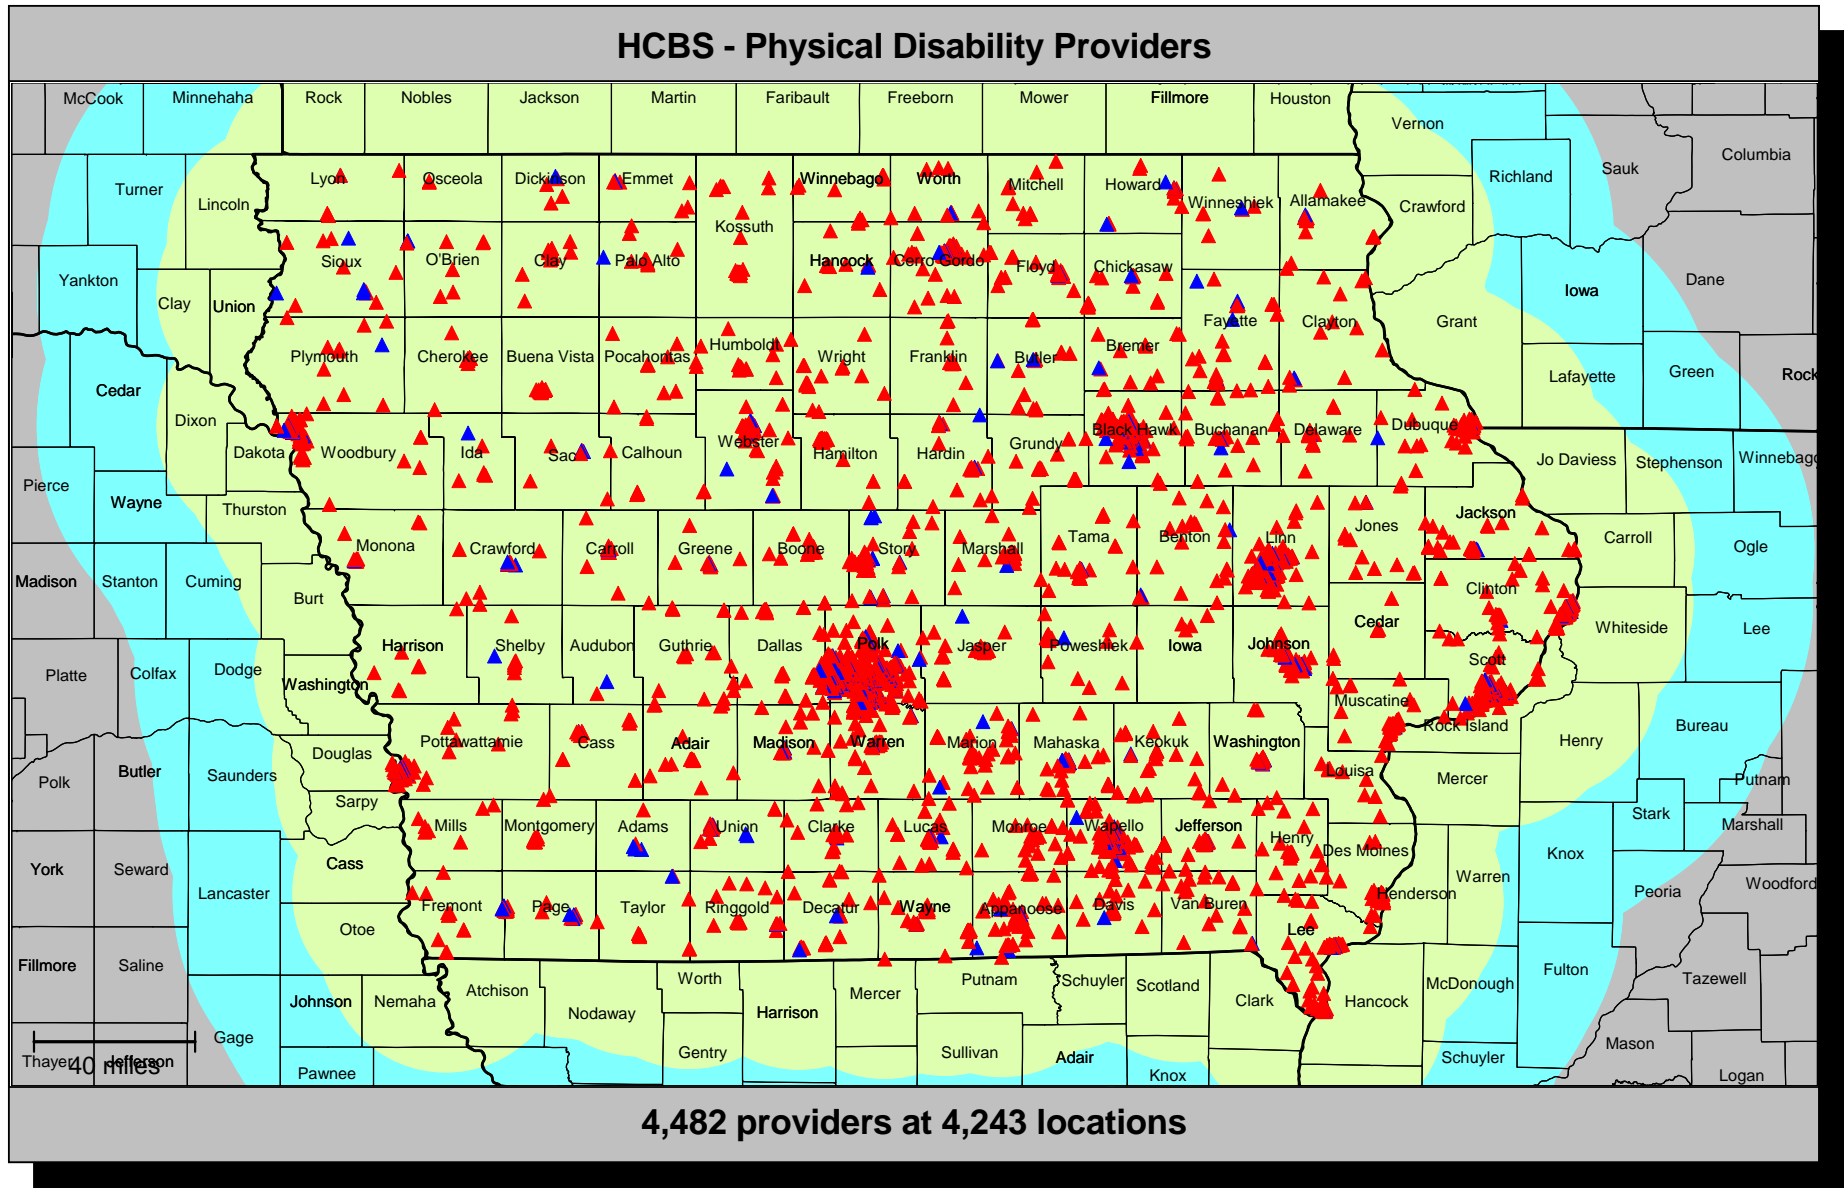 HCBS - Physical Disability Providers
McCook Minnehaha Rock Nobles Jackson Martin Faribault Freeborn Mower Fillmore Houston
Vernon
Columbia
Sauk
Richland
Turner Lyon Osceola Dickinson Emmet Winnebago Worth Mitchell Howard
Lincoln Kossuth Winneshiek Allamakee Crawford
Yankton Sioux O'Brien Clay Palo Alto Hancock Cerro Gordo Floyd Chickasaw Dane
Iowa
Clay Union
Fayette Clayton Grant
Plymouth Cherokee Buena Vista Pocahontas Humboldt Wright Franklin Butler Bremer
Cedar Lafayette Green Rock
Dixon
Dakota Woodbury Ida Sac Calhoun Webster Hamilton Hardin Grundy Black Hawk Buchanan Delaware Dubuque
Jo Daviess Stephenson Winnebago
Pierce
Wayne Thurston Jackson
Monona Crawford Carroll Greene Boone Story Marshall Tama Benton Linn Jones Carroll Ogle
Madison Stanton Cuming Burt Clinton
Harrison Shelby Audubon Guthrie Dallas Polk Jasper Poweshiek Iowa Johnson Cedar Whiteside Lee
Platte Colfax Dodge Washington Scott
Muscatine Rock Island Bureau
Douglas Pottawattamie Cass Adair Madison Warren Marion Mahaska Keokuk Washington Henry
Polk Butler Saunders Louisa Mercer Putnam
Sarpy
Mills Montgomery Adams Union Clarke Lucas Monroe Wapello Jefferson Henry Stark Marshall
York Seward Cass Des Moines Knox
Lancaster Henderson Warren Peoria Woodford
Fremont Page Taylor Ringgold Decatur Wayne Appanoose Davis Van Buren
Otoe Lee
Fillmore Saline Fulton Tazewell
Johnson Nemaha Atchison Worth Mercer Putnam Schuyler Scotland Clark Hancock McDonough
Nodaway Harrison
Gage Gentry Sullivan Adair Schuyler Mason
Thayer Jefferson
40 miles
Pawnee Knox Logan
4,482 providers at 4,243 locations